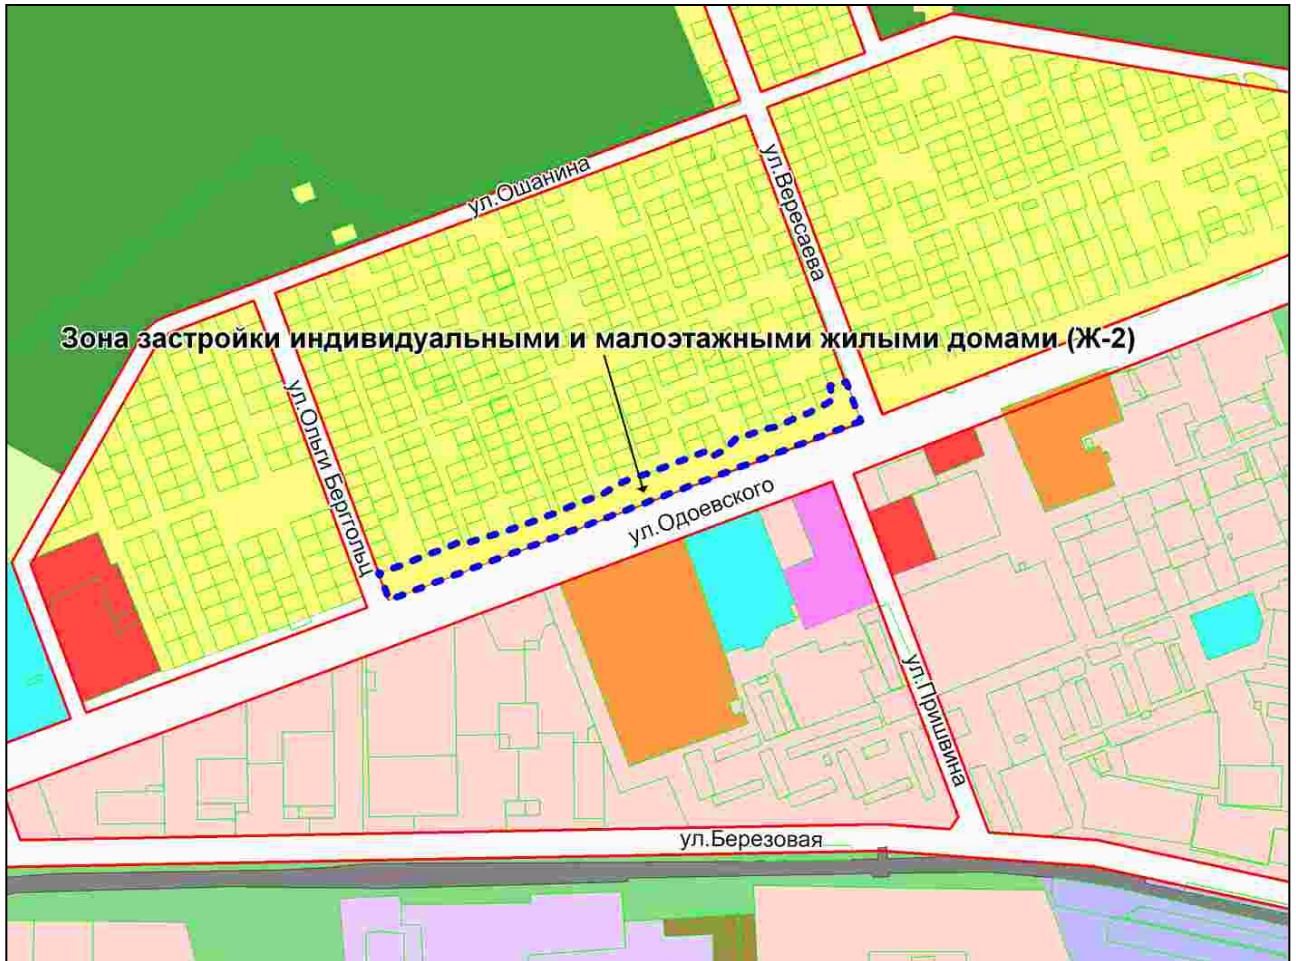 ул.Ошанина
ул.Вересаева
Зона застройки индивидуальными и малоэтажными жилыми домами (Ж-2)
ул.Ольги Берггольц
ул.Одоевского
ул.Пришвина
ул.Березовая